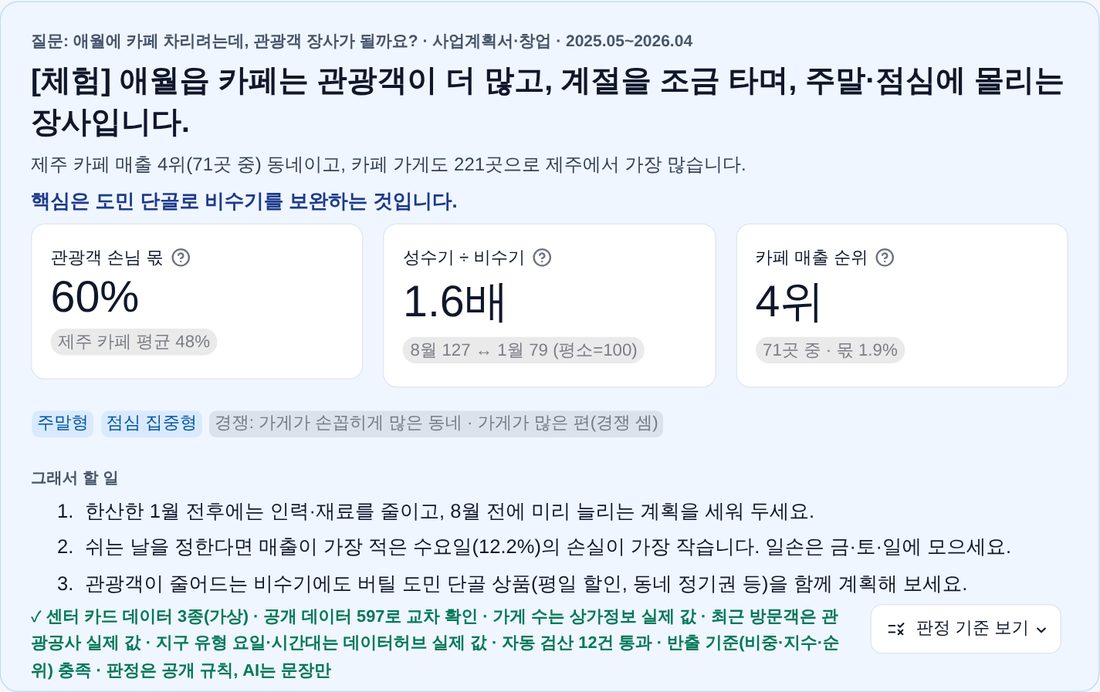 질문: 애월에 카페 차리려는데, 관광객 장사가 될까요? · 사업계획서·창업 · 2025.05~2026.04
[체험] 애월읍 카페는 관광객이 더 많고, 계절을 조금 타며, 주말·점심에 몰리는
장사입니다.
제주 카페 매출 4위(71곳 중) 동네이고, 카페 가게도 221곳으로 제주에서 가장 많습니다.
핵심은 도민 단골로 비수기를 보완하는 것입니다.
관광객 손님 몫 ?
60%
제주 카페 평균 48%
성수기 ÷ 비수기 ?
1.6배
8월 127 ↔ 1월 79 (평소=100)
카페 매출 순위 ?
4위
71곳 중 · 몫 1.9%
주말형 점심 집중형 경쟁: 가게가 손꼽히게 많은 동네 · 가게가 많은 편(경쟁 셈)
그래서 할 일
1. 한산한 1월 전후에는 인력·재료를 줄이고, 8월 전에 미리 늘리는 계획을 세워 두세요.
2. 쉬는 날을 정한다면 매출이 가장 적은 수요일(12.2%)의 손실이 가장 작습니다. 일손은 금·토·일에 모으세요.
3. 관광객이 줄어드는 비수기에도 버틸 도민 단골 상품(평일 할인, 동네 정기권 등)을 함께 계획해 보세요.
✓ 센터 카드 데이터 3종(가상) · 공개 데이터 597로 교차 확인 · 가게 수는 상가정보 실제 값 · 최근 방문객은 관
광공사 실제 값 · 지구 유형 요일·시간대는 데이터허브 실제 값 · 자동 검산 12건 통과 · 반출 기준(비중·지수·순
위) 충족 · 판정은 공개 규칙, AI는 문장만
판정 기준 보기